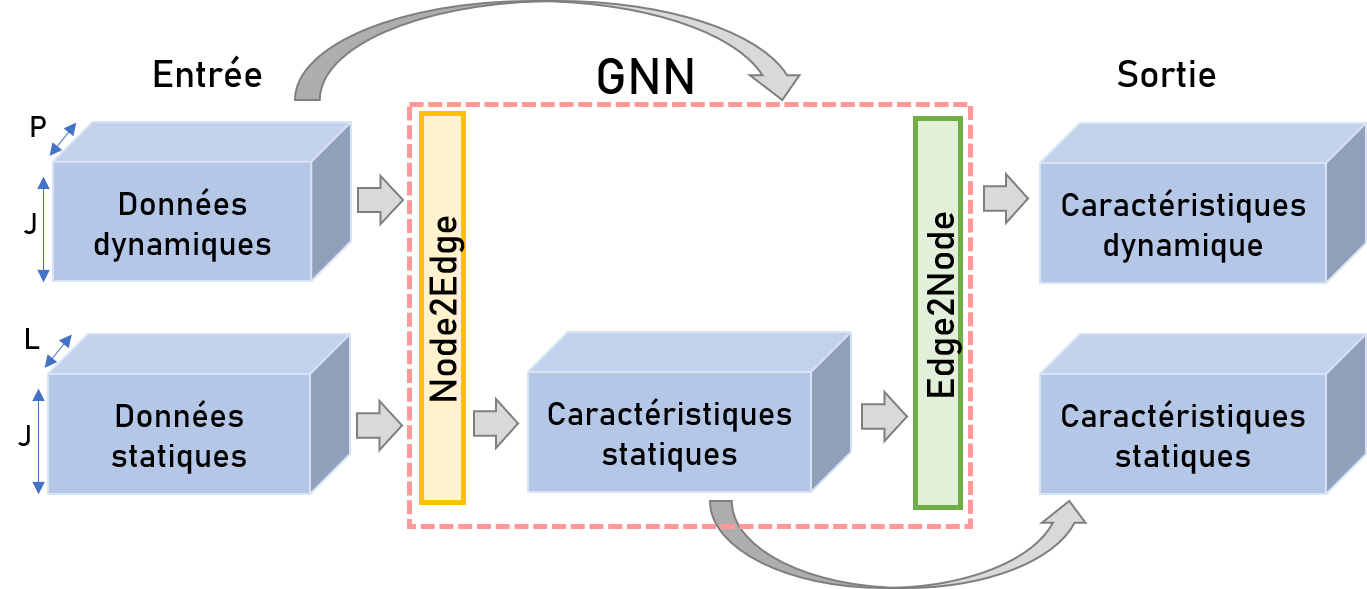 Entrée
GNN
Sortie
P
J
Données
dynamiques
L
J
Données
statiques
Node2Edge
Caractéristiques
statiques
Edge2Node
Caractéristiques
dynamique
Caractéristiques
statiques